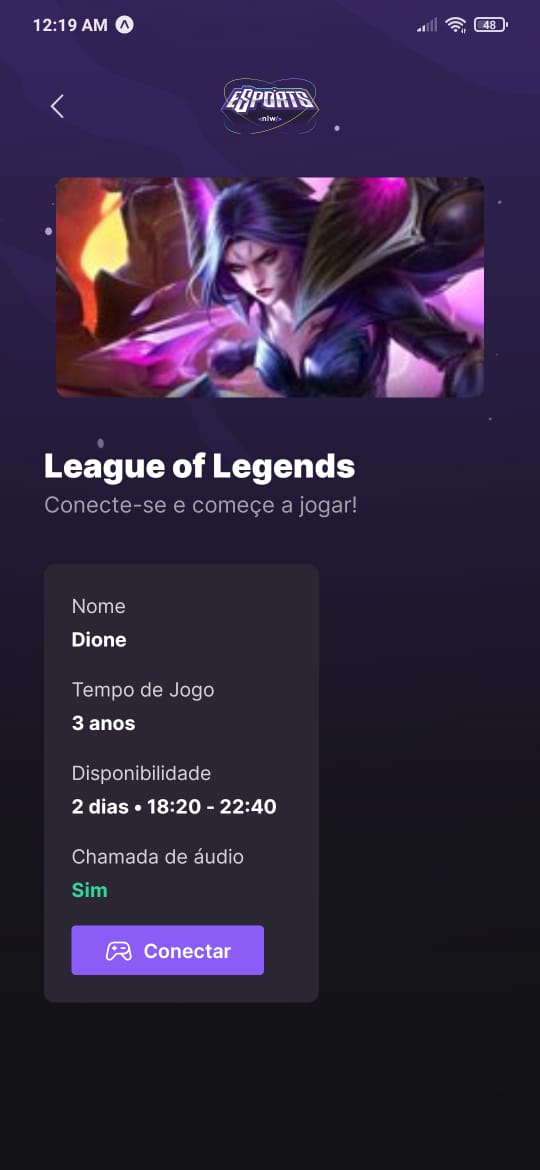 12:19 AM
48
ESPORTS
<nlw/>
League of Legends
Conecte-se e começe a jogar!
Nome
Dione
Tempo de Jogo
3 anos
Disponibilidade
2 dias • 18:20 - 22:40
Chamada de áudio
Sim
Conectar